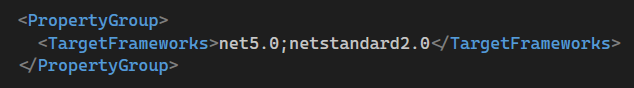 <PropertyGroup>
<TargetFrameworks>net5.0;netstandard2.0</TargetFrameworks>
</PropertyGroup>